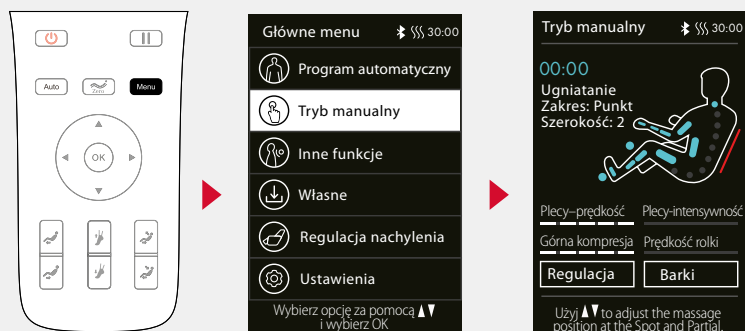 Auto
Zero
Menu
OK
Główne menu 30:00
Program automatyczny
Tryb manualny
Inne funkcje
Własne
Regulacja nachylenia
Ustawienia
Wybierz opcję za pomocą ▲▼
i wybierz OK
Tryb manualny 30:00
00:00
Ugniatanie
Zakres: Punkt
Szerokość: 2
Plecy–prędkość Plecy-intensywność
Górna kompresja Prędkość rolki
Regulacja Barki
Użyj ▲▼ to adjust the massage
position at the Spot and Partial.